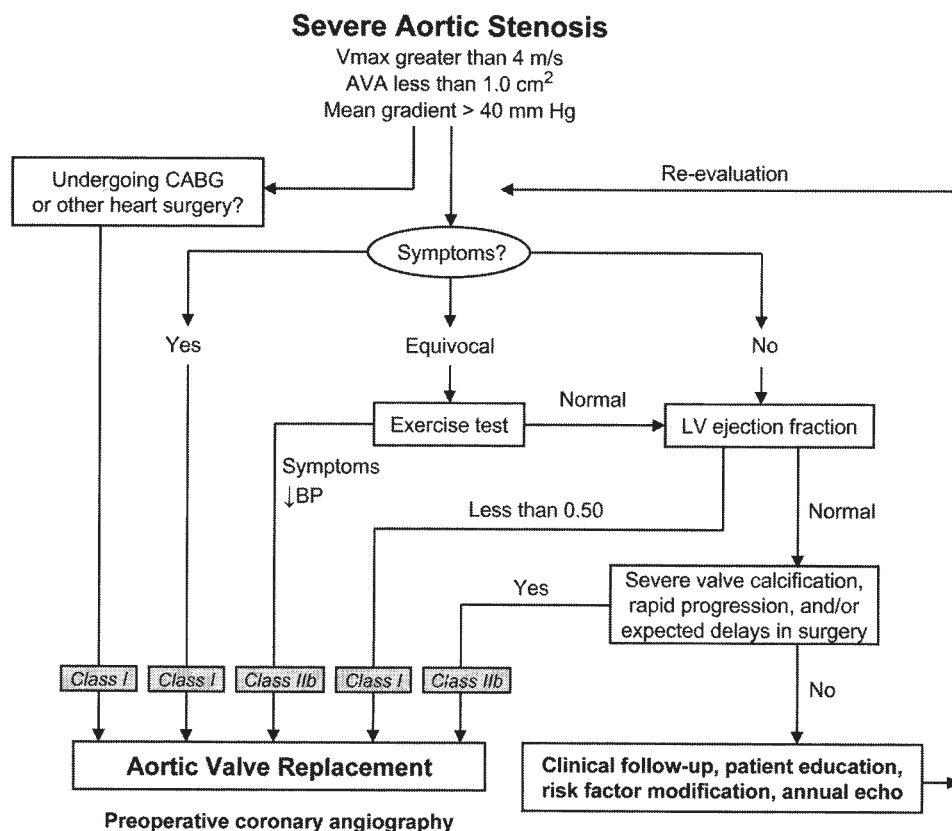 Severe Aortic Stenosis
Vmax greater than 4 m/s
AVA less than 1.0 cm²
Mean gradient > 40 mm Hg
Undergoing CABG
or other heart surgery?
Re-evaluation
Symptoms?
Yes
Equivocal
No
Exercise test
Normal
LV ejection fraction
Symptoms
↓BP
Less than 0.50
Normal
Yes
Severe valve calcification,
rapid progression, and/or
expected delays in surgery
Class I
Class I
Class IIb
Class I
Class IIb
No
Aortic Valve Replacement
Clinical follow-up, patient education,
risk factor modification, annual echo
Preoperative coronary angiography